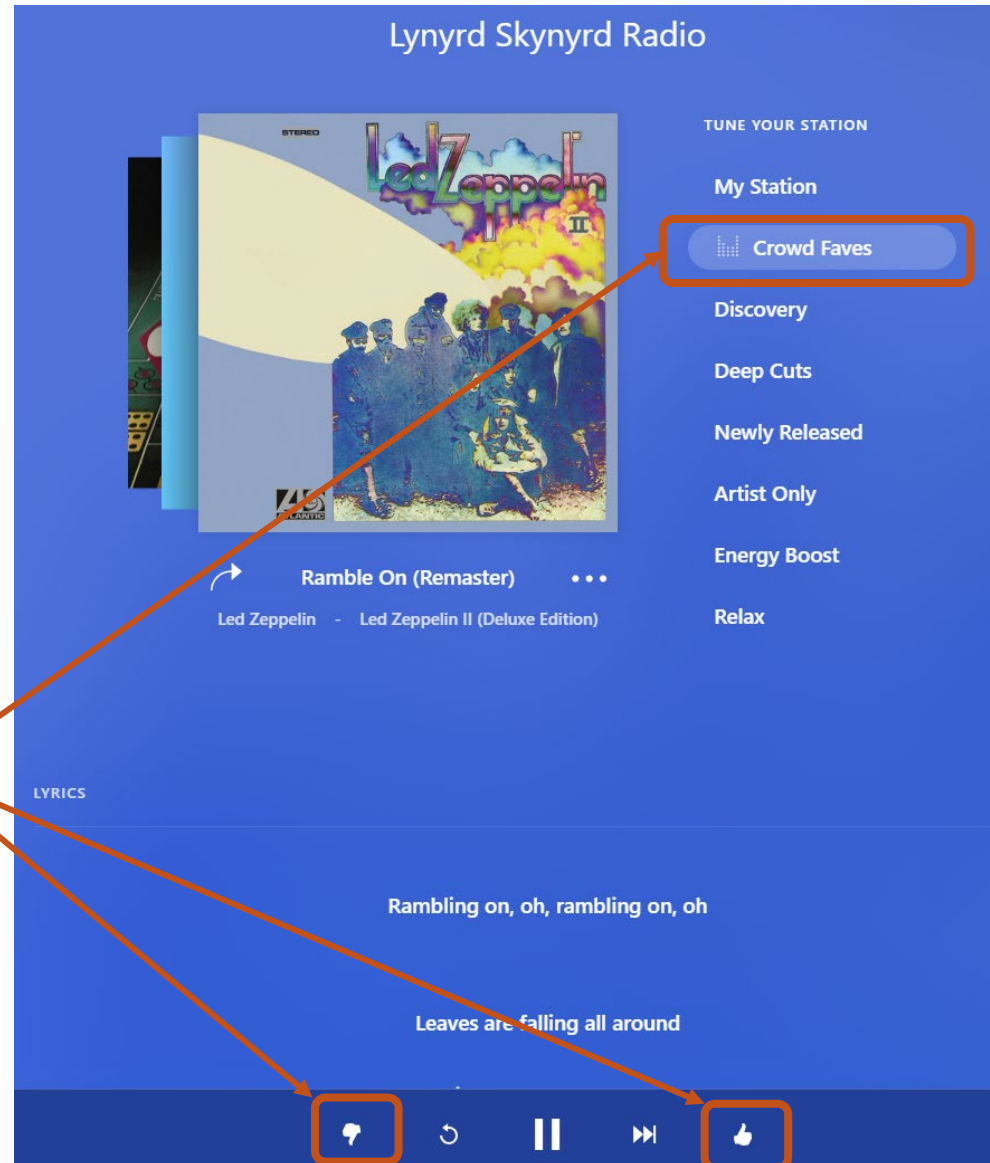 Lynyrd Skynyrd Radio
STEREO
Led Zeppelin
II
ATLANTIC
Ramble On (Remaster)
Led Zeppelin - Led Zeppelin II (Deluxe Edition)
TUNE YOUR STATION
My Station
Crowd Faves
Discovery
Deep Cuts
Newly Released
Artist Only
Energy Boost
Relax
LYRICS
Rambling on, oh, rambling on, oh
Leaves are falling all around